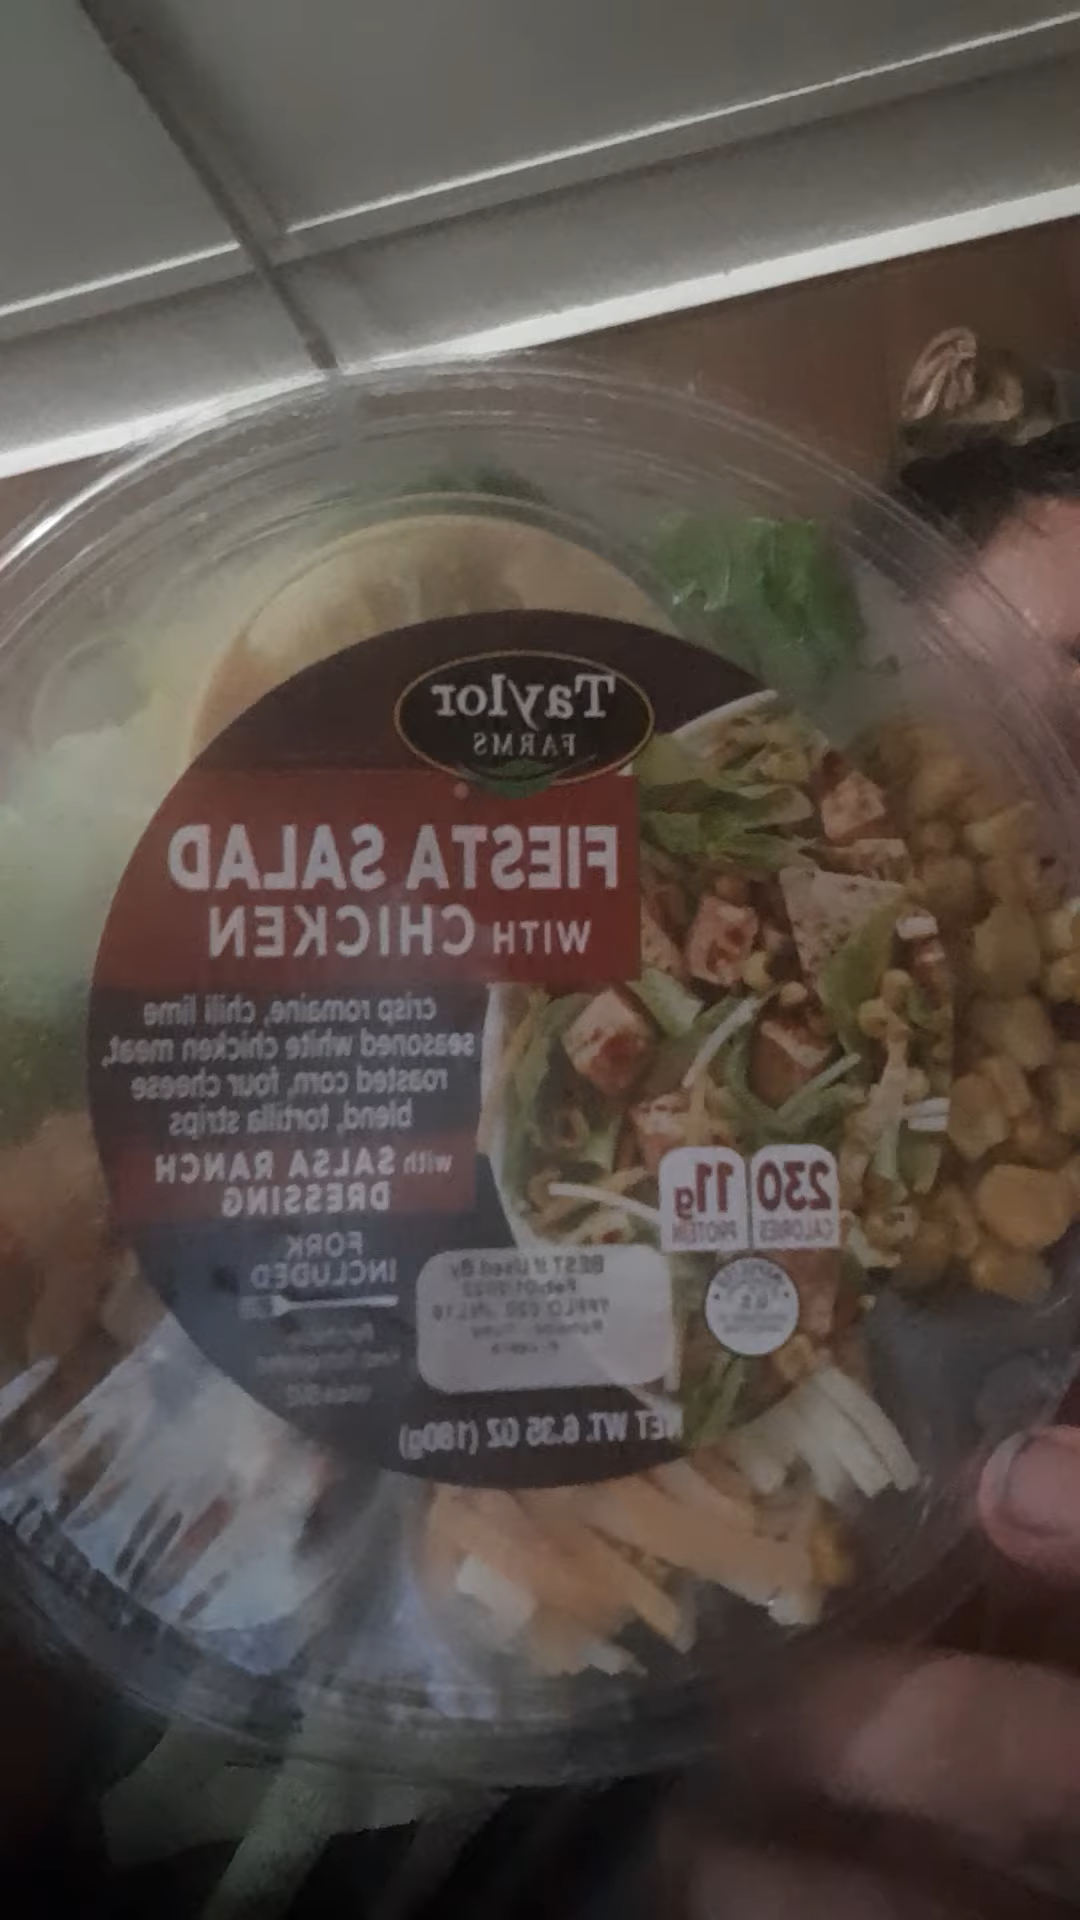 Taylor
FARMS
FIESTA SALAD
WITH CHICKEN
crisp romaine, chili lime
seasoned white chicken meat,
roasted corn, four cheese
blend, tortilla strips
with SALSA RANCH
DRESSING
230 11g
CALORIES PROTEIN
FORK
INCLUDED
BEST if Used By
NET WT. 6.35 OZ (180g)